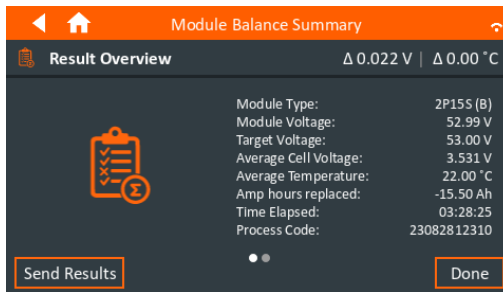 Module Balance Summary
Result Overview Δ 0.022 V | Δ 0.00 °C
Module Type: 2P15S (B)
Module Voltage: 52.99 V
Target Voltage: 53.00 V
Average Cell Voltage: 3.531 V
Average Temperature: 22.00 °C
Amp hours replaced: -15.50 Ah
Time Elapsed: 03:28:25
Process Code: 23082812310
Σ
Send Results Done